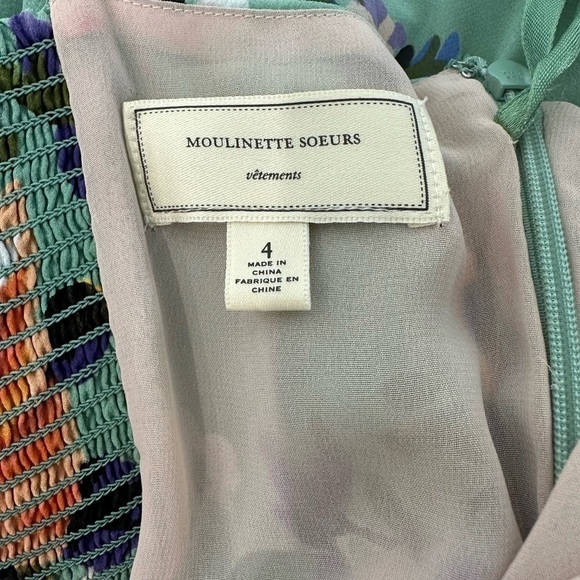 MOULINETTE SOEURS
vêtements
4
MADE IN
CHINA
FABRIQUE EN
CHINE